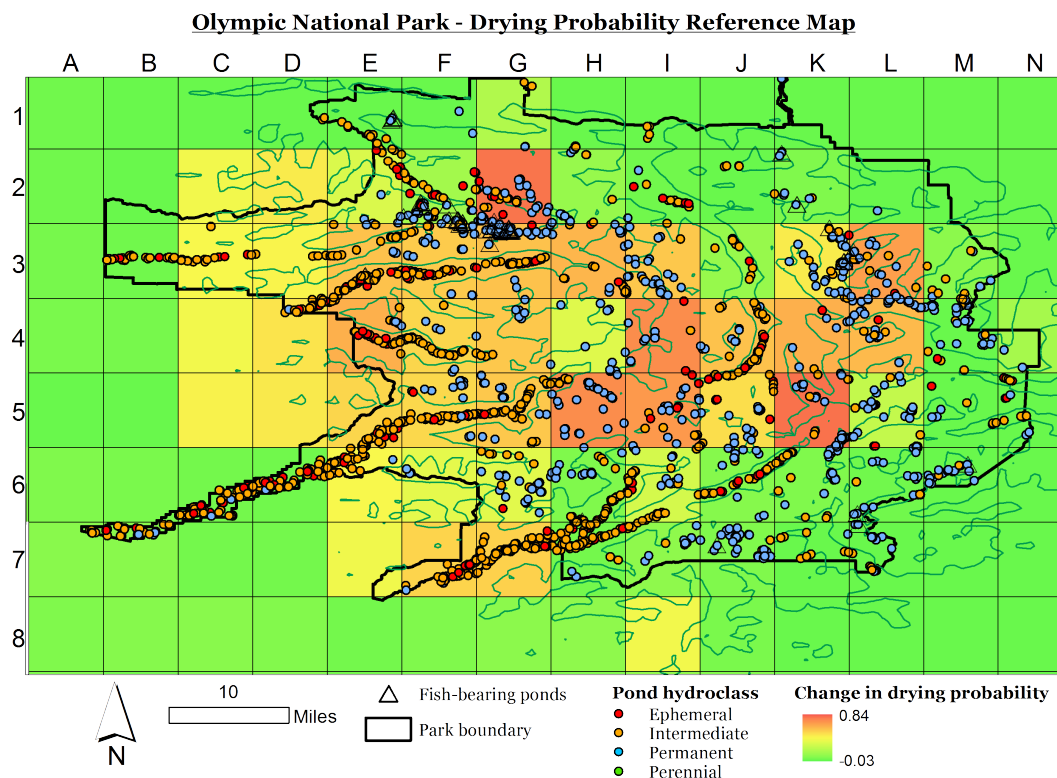 Olympic National Park - Drying Probability Reference Map
A B C D E F G H I J K L M N
1
2
3
4
5
6
7
8
10
Miles
N
Fish-bearing ponds
Park boundary
Pond hydroclass
Ephemeral
Intermediate
Permanent
Perennial
Change in drying probability
0.84
-0.03